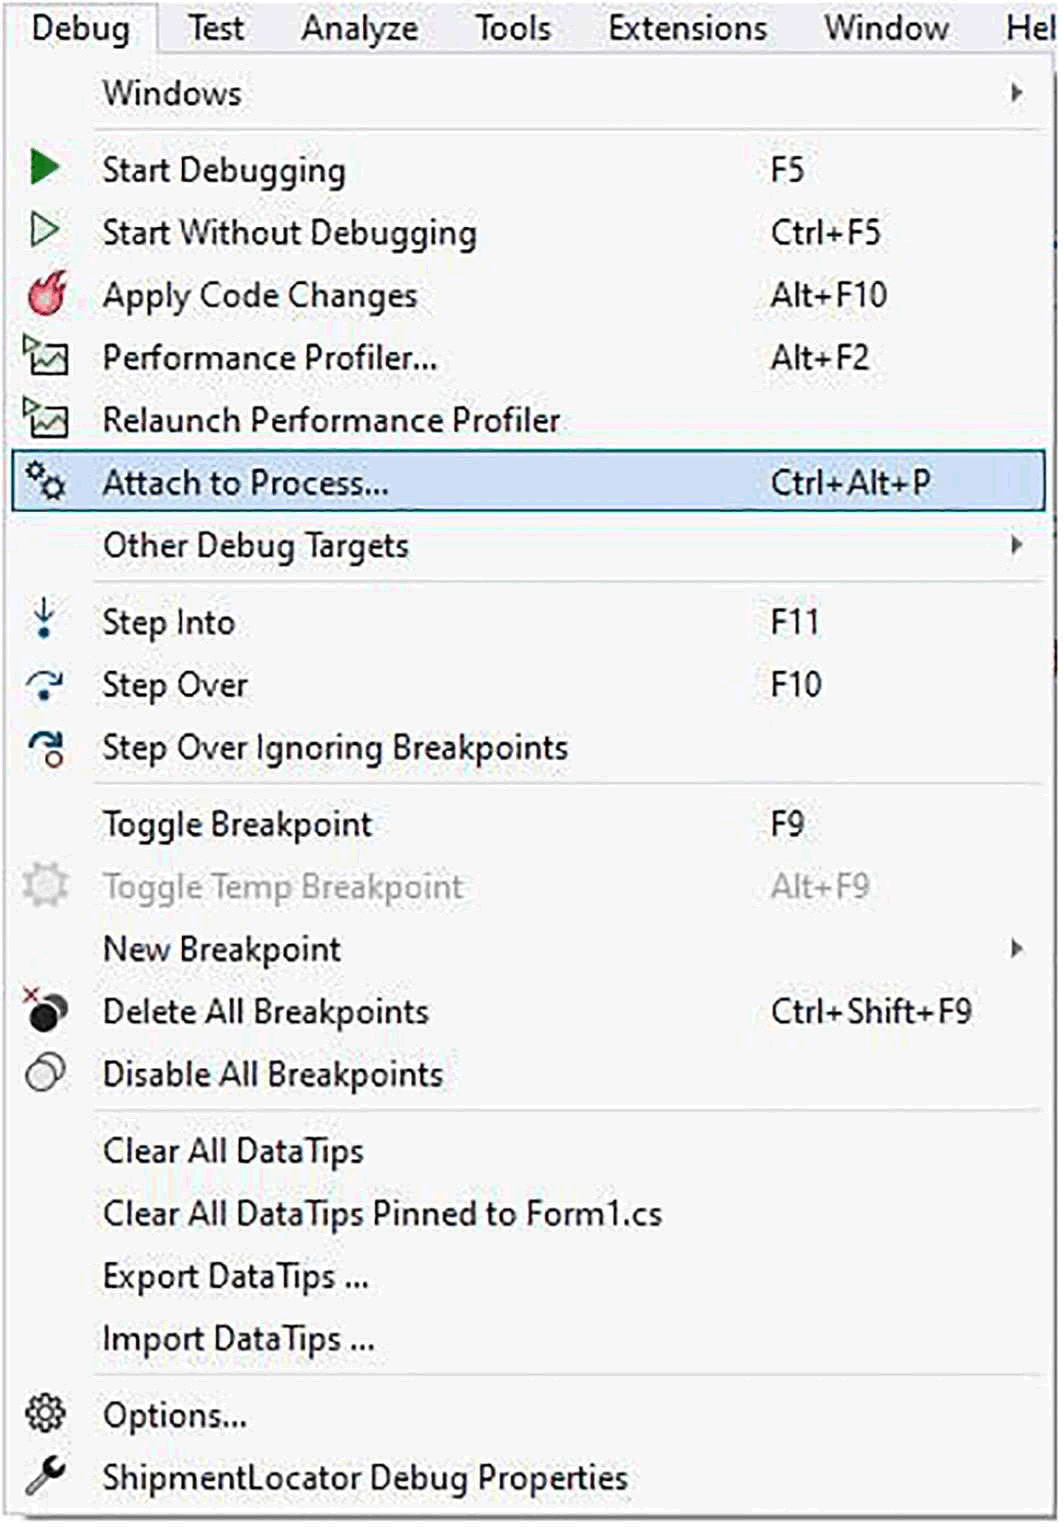 Debug Test Analyze Tools Extensions Window Hel
Windows
Start Debugging F5
Start Without Debugging Ctrl+F5
Apply Code Changes Alt+F10
Performance Profiler... Alt+F2
Relaunch Performance Profiler
Attach to Process... Ctrl+Alt+P
Other Debug Targets
Step Into F11
Step Over F10
Step Over Ignoring Breakpoints
Toggle Breakpoint F9
Toggle Temp Breakpoint Alt+F9
New Breakpoint
Delete All Breakpoints Ctrl+Shift+F9
Disable All Breakpoints
Clear All DataTips
Clear All DataTips Pinned to Form1.cs
Export DataTips ...
Import DataTips ...
Options...
ShipmentLocator Debug Properties